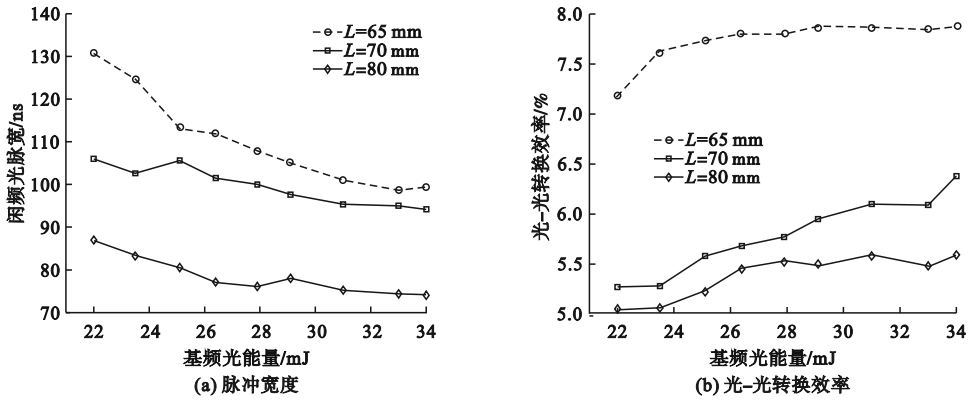 140
130
120
110
100
90
80
70
闲频光脉宽/ns
L=65 mm
L=70 mm
L=80 mm
22 24 26 28 30 32 34
基频光能量/mJ
(a) 脉冲宽度
8.0
7.5
7.0
6.5
6.0
5.5
5.0
光-光转换效率/%
L=65 mm
L=70 mm
L=80 mm
22 24 26 28 30 32 34
基频光能量/mJ
(b) 光-光转换效率